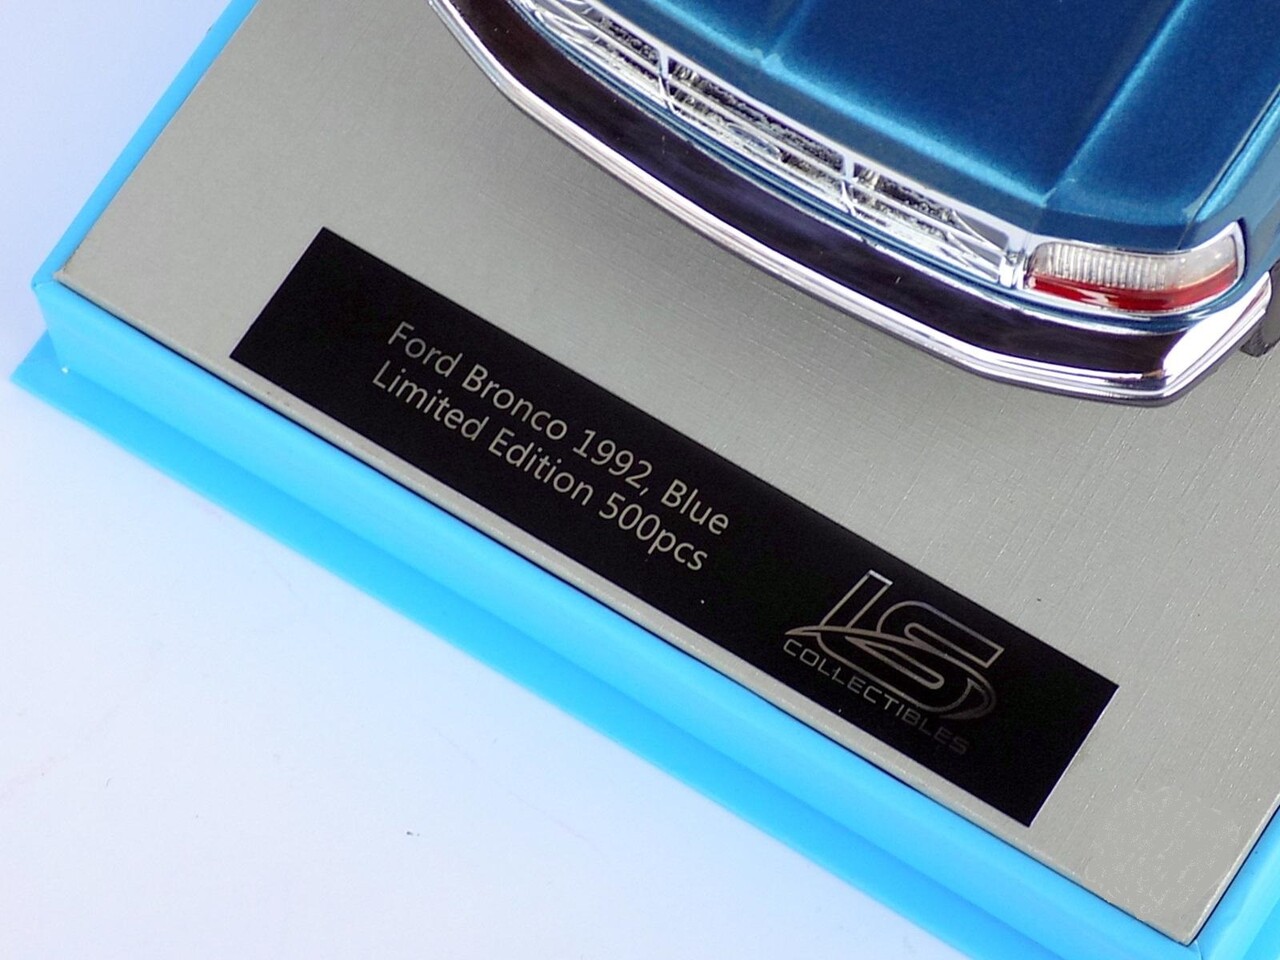 Ford Bronco 1992, Blue
Limited Edition 500pcs
LS
COLLECTIBLES